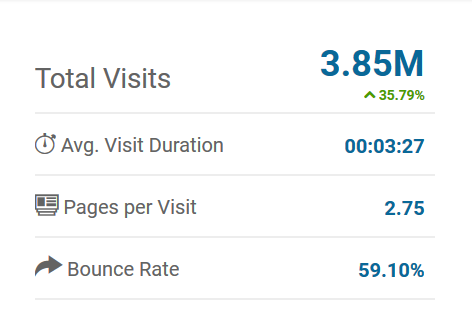 Total Visits 3.85M
35.79%
Avg. Visit Duration 00:03:27
Pages per Visit 2.75
Bounce Rate 59.10%